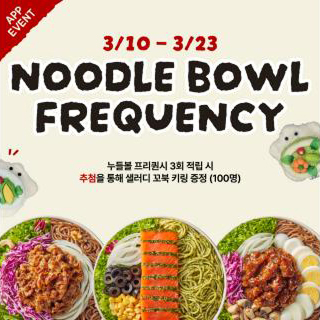 APP
EVENT
3/10 – 3/23
NOODLE BOWL
FREQUENCY
누들볼 프리퀀시 3회 적립 시
추첨을 통해 샐러디 꼬북 키링 증정 (100명)